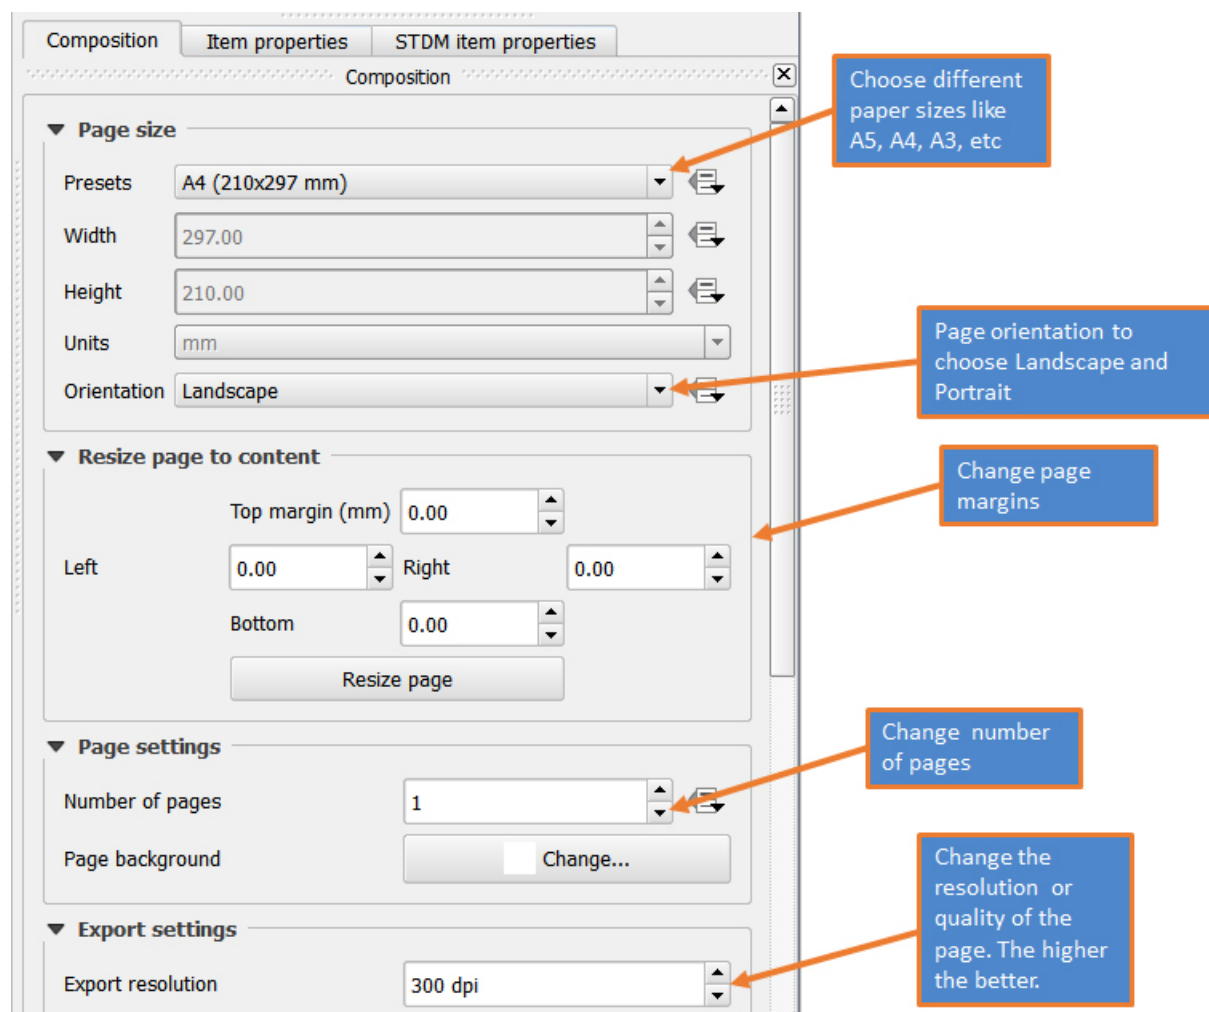 Composition Item properties STDM item properties
Composition
Choose different
paper sizes like
A5, A4, A3, etc
Page size
Presets A4 (210x297 mm)
Width 297.00
Height 210.00
Units mm
Orientation Landscape
Page orientation to
choose Landscape and
Portrait
Resize page to content
Change page
margins
Top margin (mm) 0.00
Left 0.00 Right 0.00
Bottom 0.00
Resize page
Page settings
Change number
of pages
Number of pages 1
Page background Change...
Change the
resolution or
quality of the
page. The higher
the better.
Export settings
Export resolution 300 dpi